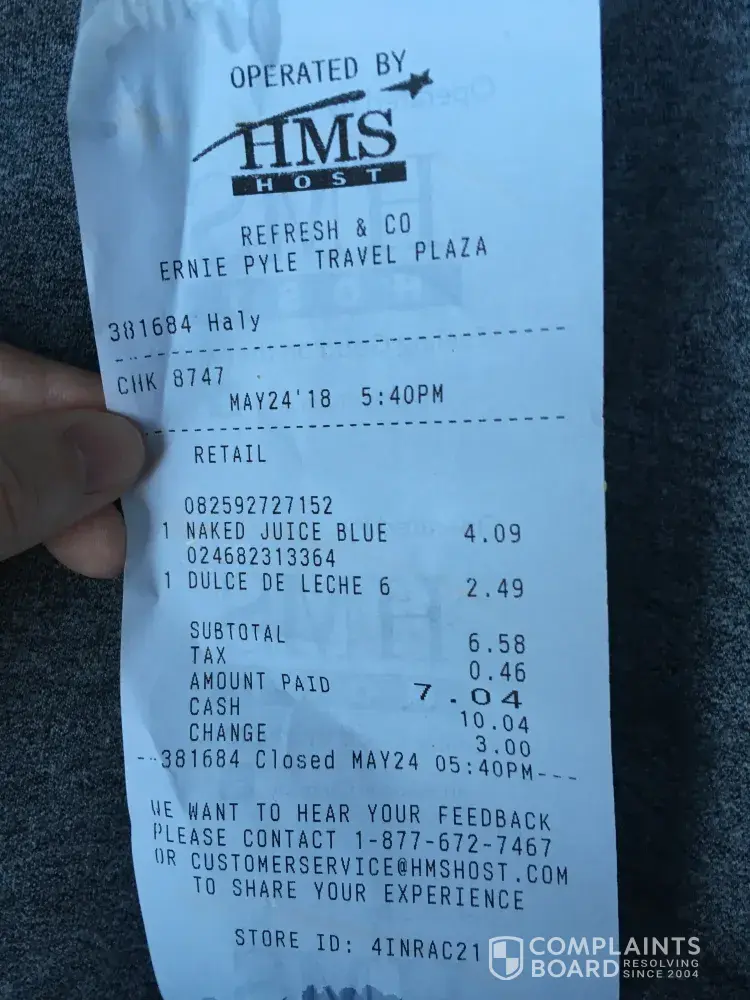 OPERATED BY
HMS
HOST
REFRESH & CO
ERNIE PYLE TRAVEL PLAZA
381684 Haly
CHK 8747
MAY24'18 5:40PM
RETAIL
082592727152
1 NAKED JUICE BLUE 4.09
024682313364
1 DULCE DE LECHE 6 2.49
SUBTOTAL 6.58
TAX 0.46
AMOUNT PAID 7.04
CASH 10.04
CHANGE 3.00
--381684 Closed MAY24 05:40PM---
WE WANT TO HEAR YOUR FEEDBACK
PLEASE CONTACT 1-877-672-7467
OR CUSTOMERSERVICE@HMSHOST.COM
TO SHARE YOUR EXPERIENCE
STORE ID: 4INRAC21
COMPLAINTS
BOARD RESOLVING
SINCE 2004